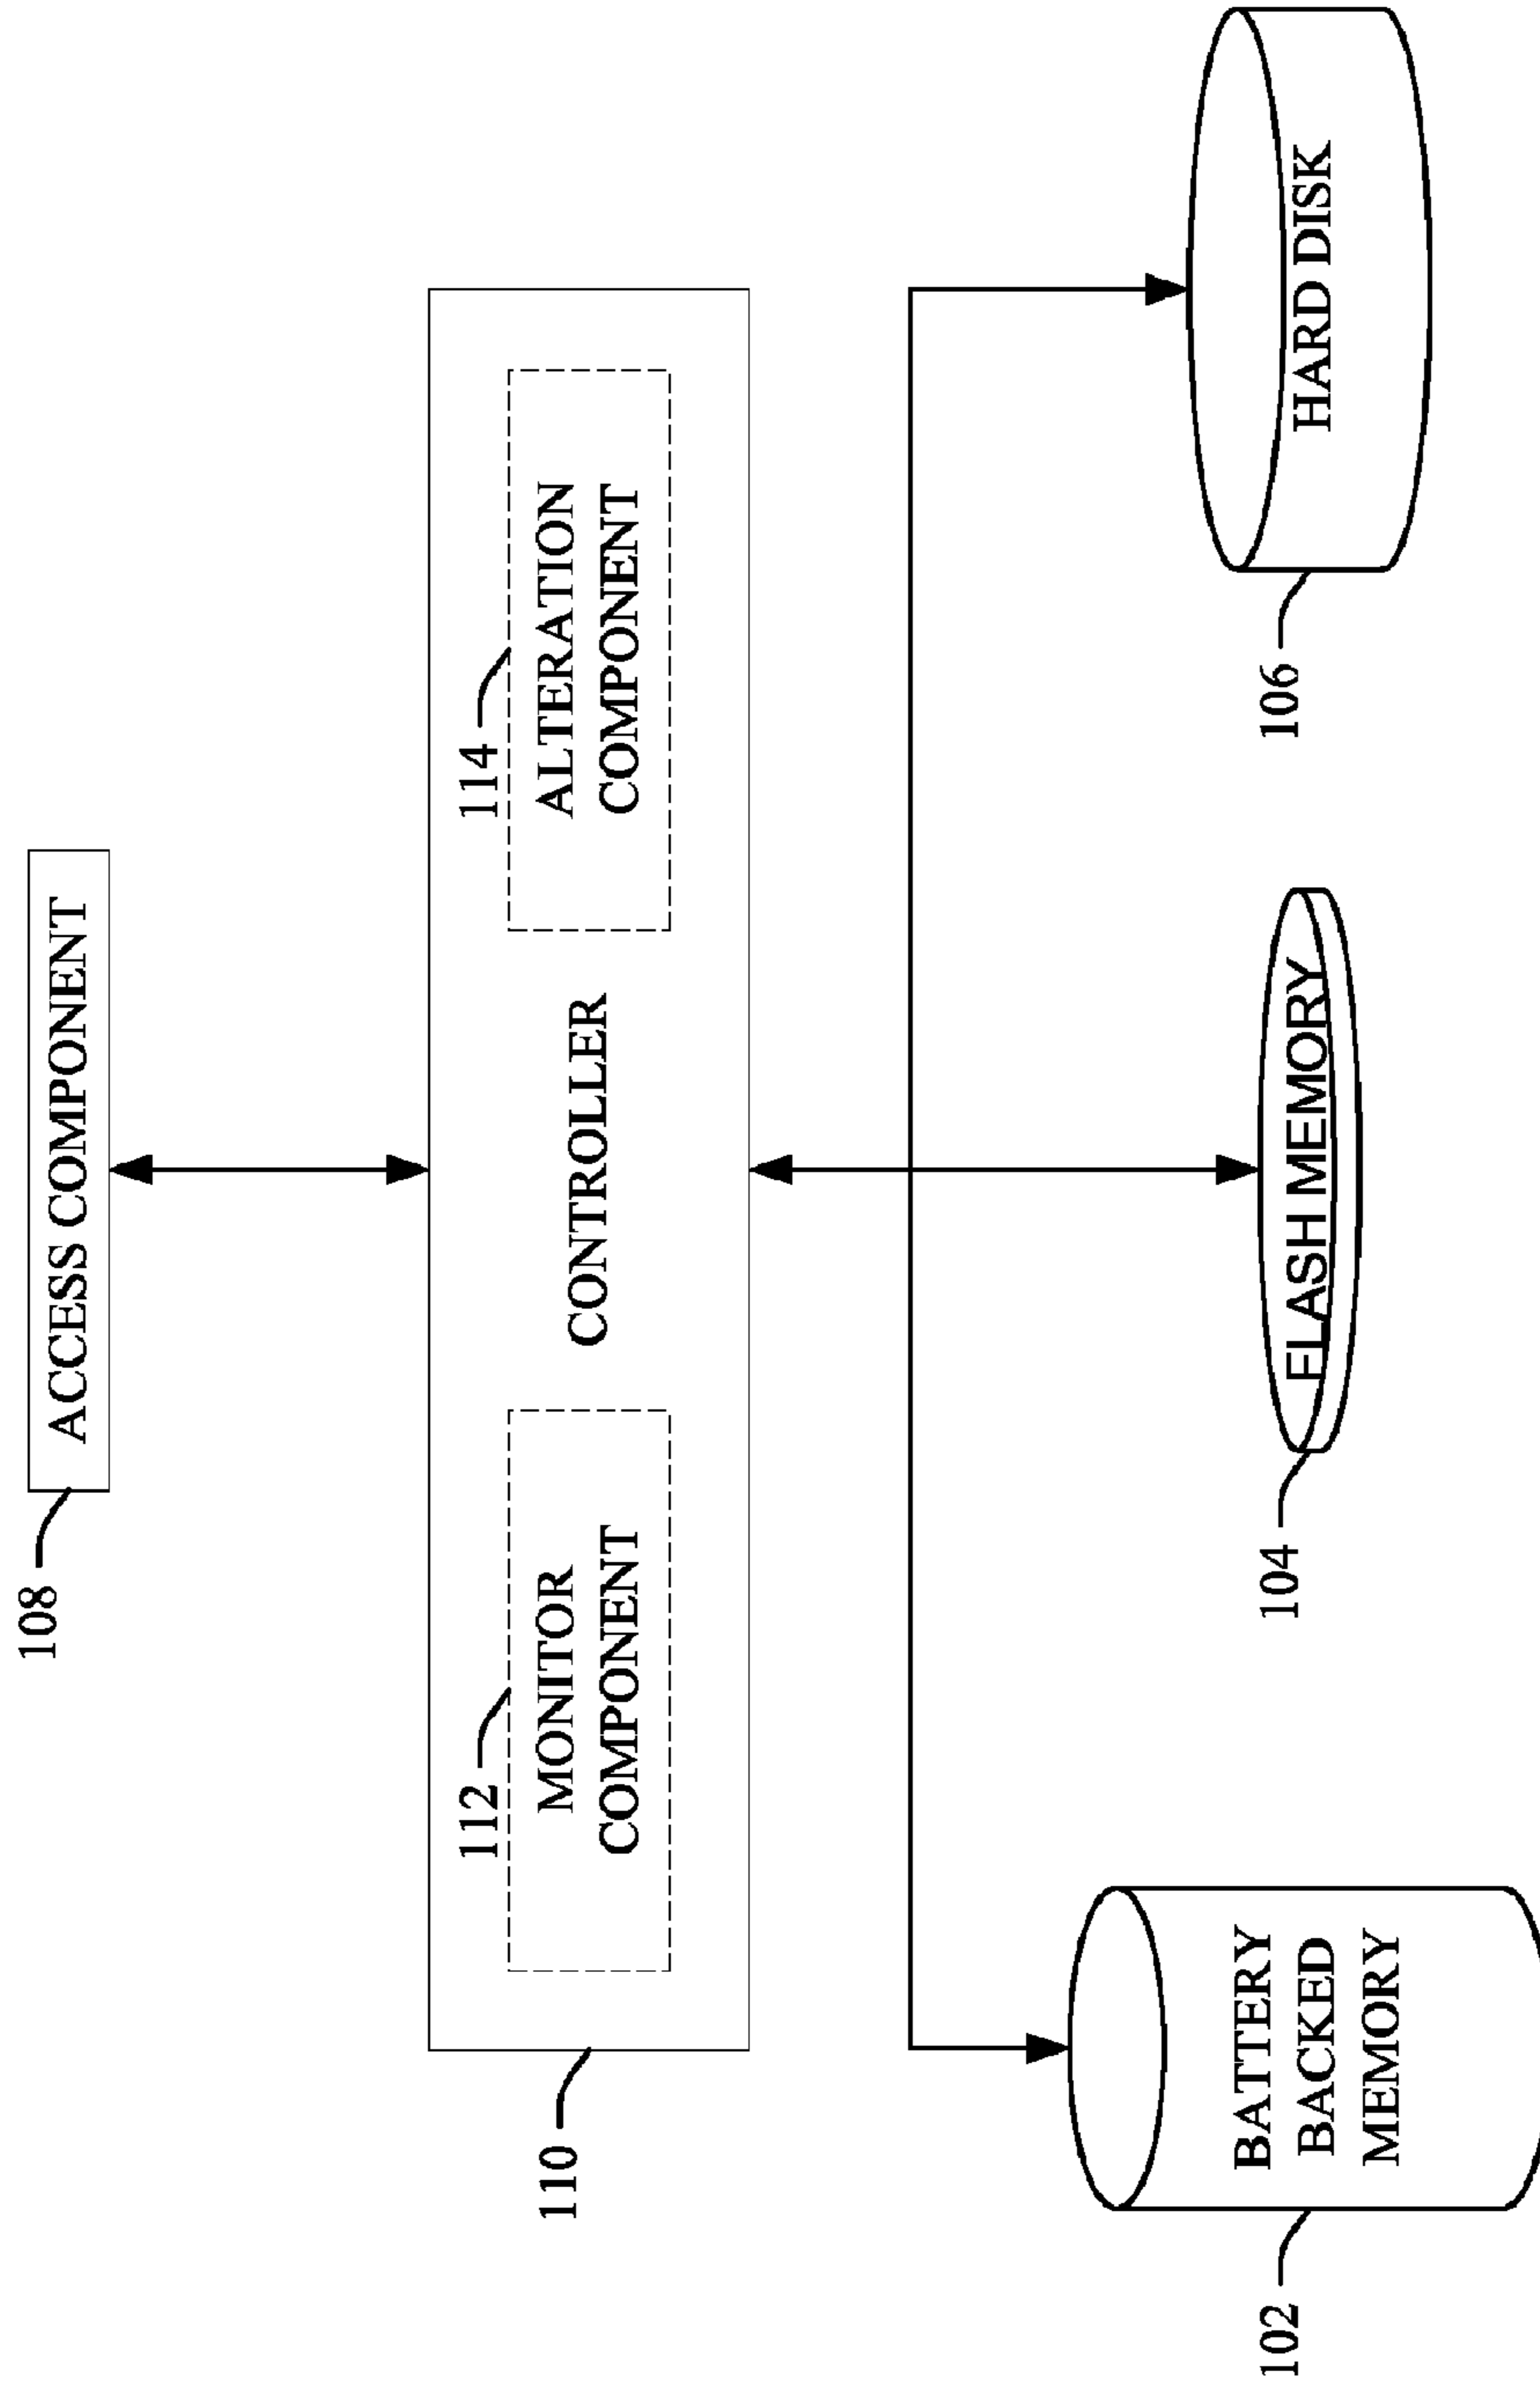 108
ACCESS COMPONENT
110
112
MONITOR
COMPONENT
CONTROLLER
114
ALTERATION
COMPONENT
102
BATTERY
BACKED
MEMORY
104
FLASH MEMORY
106
HARD DISK